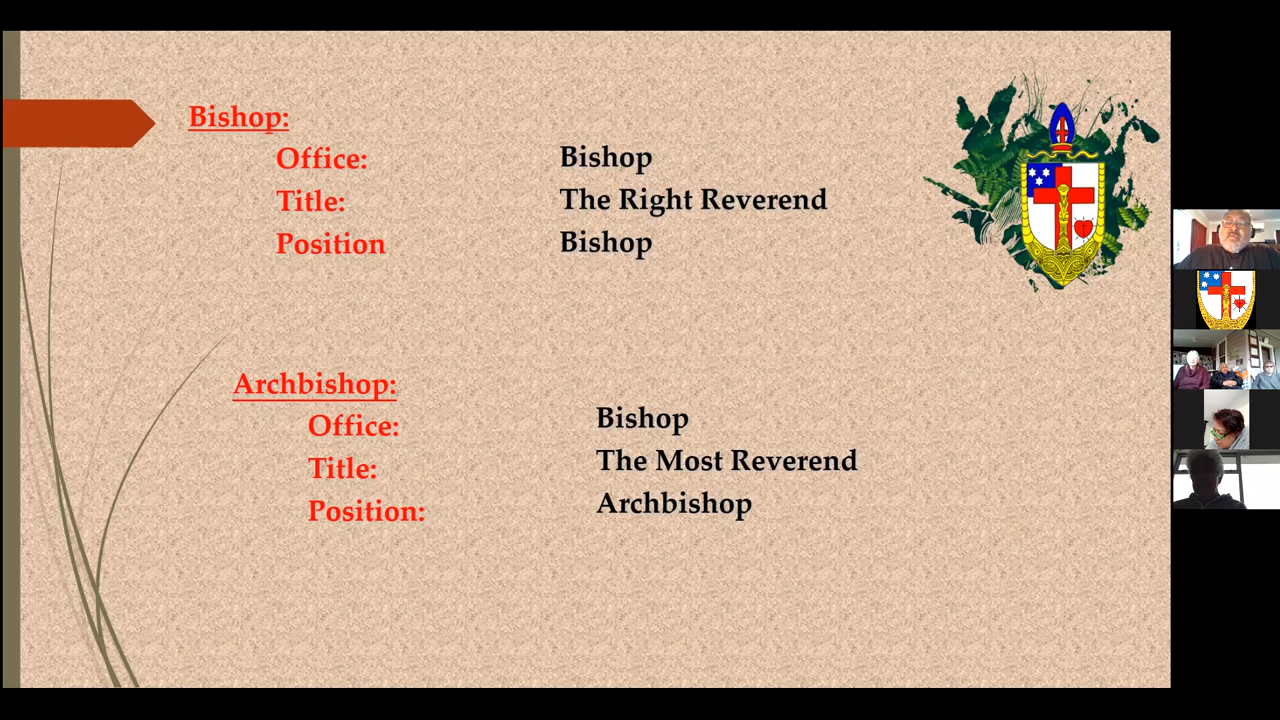 Bishop:
Office: Bishop
Title: The Right Reverend
Position Bishop
Archbishop:
Office: Bishop
Title: The Most Reverend
Position: Archbishop